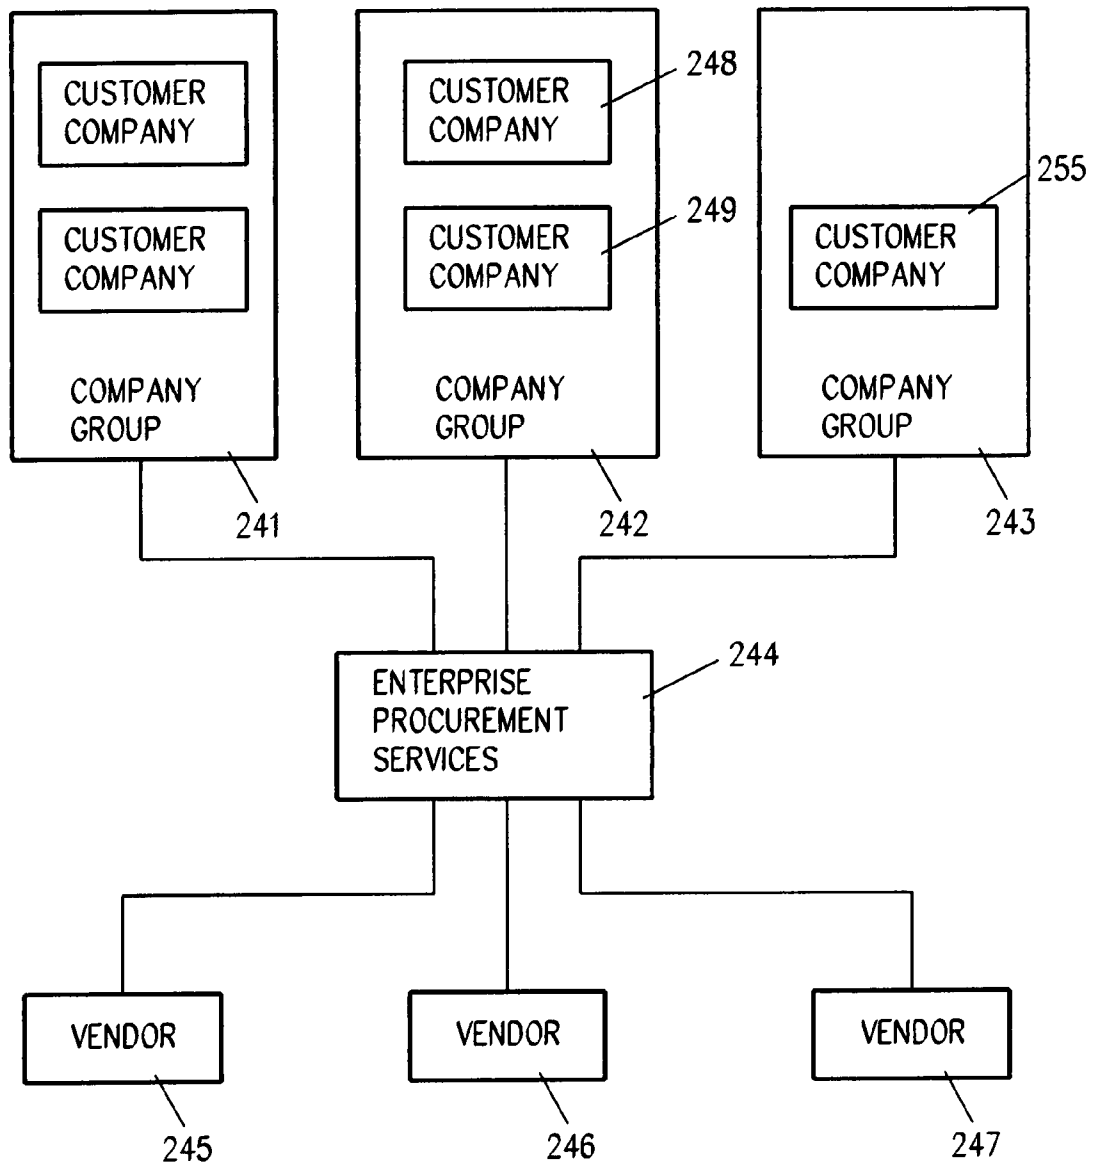 CUSTOMER
COMPANY
CUSTOMER
COMPANY
COMPANY
GROUP
241
CUSTOMER
COMPANY
248
CUSTOMER
COMPANY
249
COMPANY
GROUP
242
CUSTOMER
COMPANY
255
COMPANY
GROUP
243
ENTERPRISE
PROCUREMENT
SERVICES
244
VENDOR
245
VENDOR
246
VENDOR
247